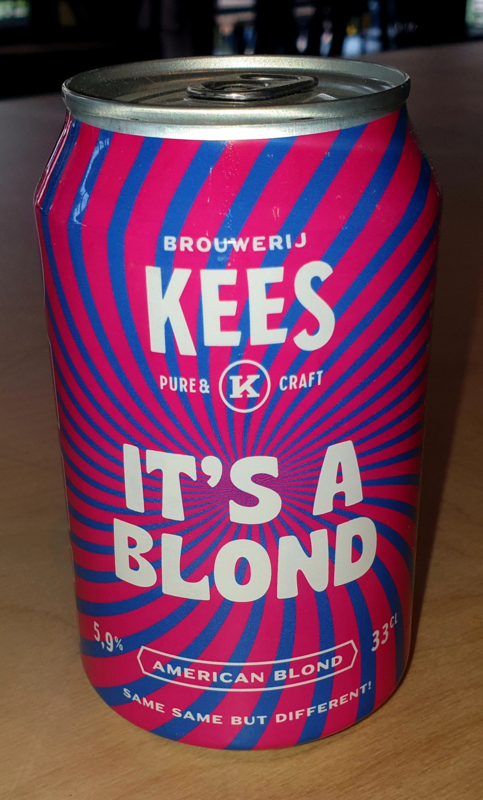 BROUWERIJ
KEES
PURE & K CRAFT
IT'S A
BLOND
5,9% 33CL
AMERICAN BLOND
SAME SAME BUT DIFFERENT!